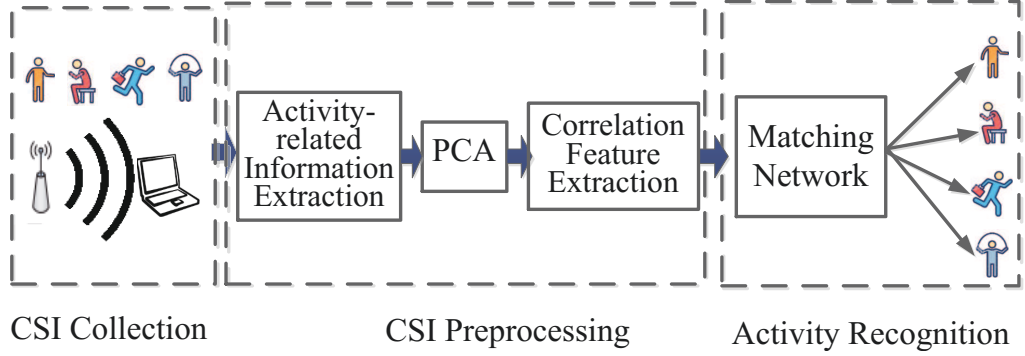 Activity-
related
Information
Extraction
PCA
Correlation
Feature
Extraction
Matching
Network
CSI Collection
CSI Preprocessing
Activity Recognition